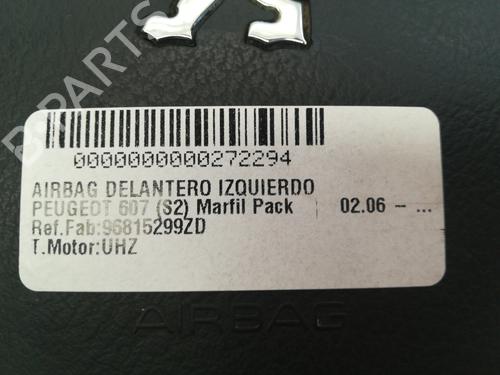 B-PARTS
0000000000272294
AIRBAG DELANTERO IZQUIERDO
PEUGEOT 607 (S2) Marfil Pack 02.06 - ...
Ref.Fab:96815299ZD
T.Motor:UHZ
AIRBAG